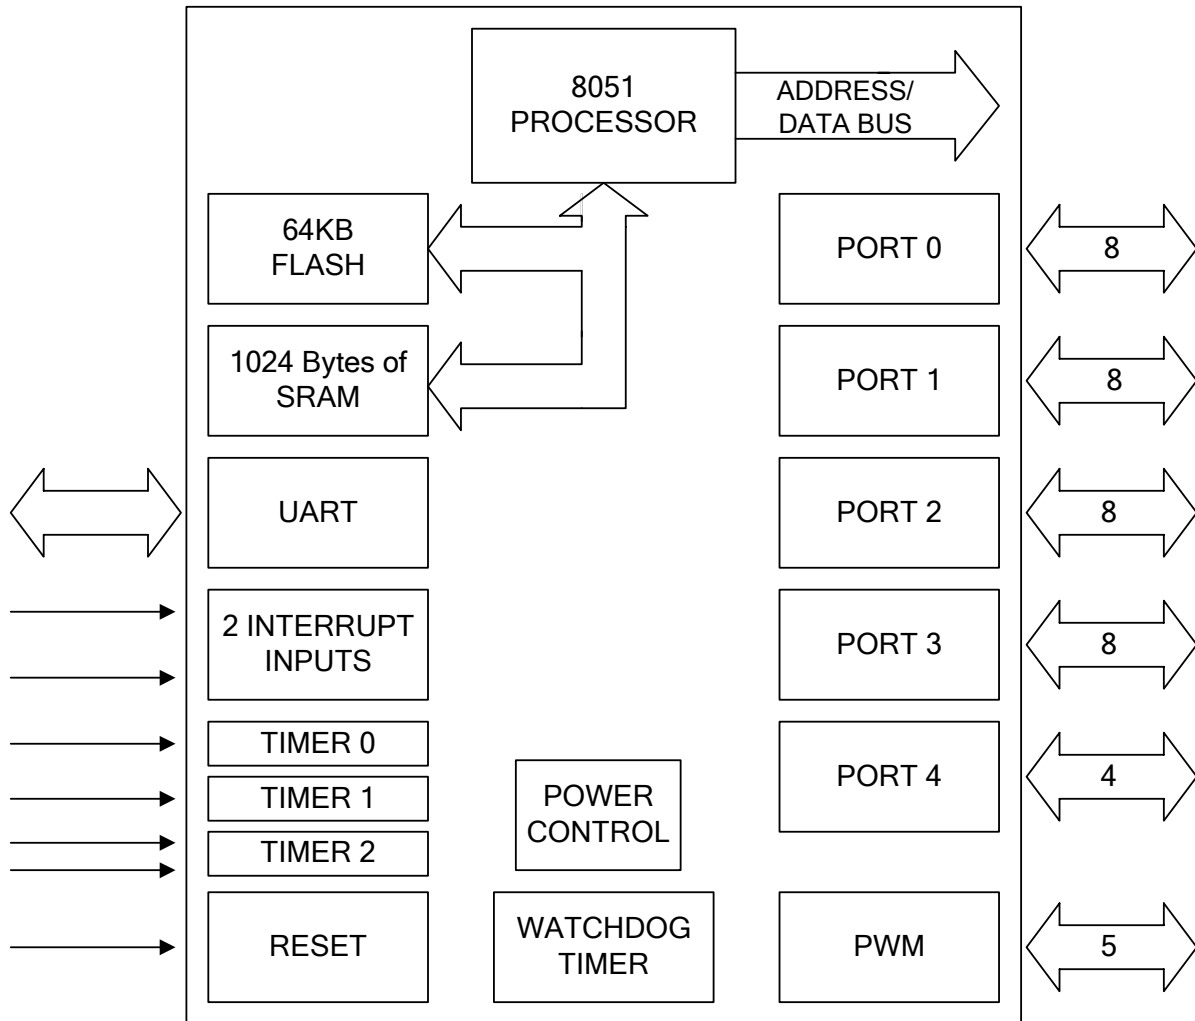 8051
PROCESSOR
ADDRESS/
DATA BUS
64KB
FLASH
PORT 0
8
1024 Bytes of
SRAM
PORT 1
8
UART
PORT 2
8
2 INTERRUPT
INPUTS
PORT 3
8
TIMER 0
TIMER 1
TIMER 2
POWER
CONTROL
PORT 4
4
RESET
WATCHDOG
TIMER
PWM
5